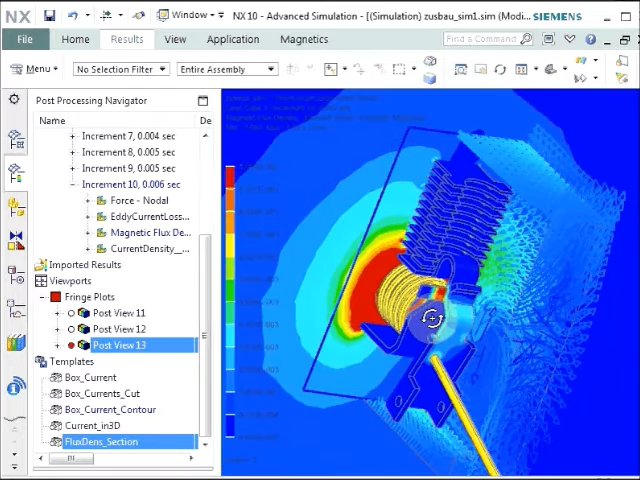 NX
Window
NX 10 - Advanced Simulation - [(Simulation) zusbau_sim1.sim (Modi...
SIEMENS
File
Home
Results
View
Application
Magnetics
Find a Command
Menu
No Selection Filter
Entire Assembly
Post Processing Navigator
Name
De
Increment 7, 0.004 sec
Increment 8, 0.005 sec
Increment 9, 0.005 sec
Increment 10, 0.006 sec
Force - Nodal
EddyCurrentLoss...
Magnetic Flux De...
CurrentDensity__...
Imported Results
Viewports
Fringe Plots
Post View 11
Post View 12
Post View 13
Templates
Box_Current
Box_Currents_Cut
Box_Current_Contour
Current_in3D
FluxDens_Section